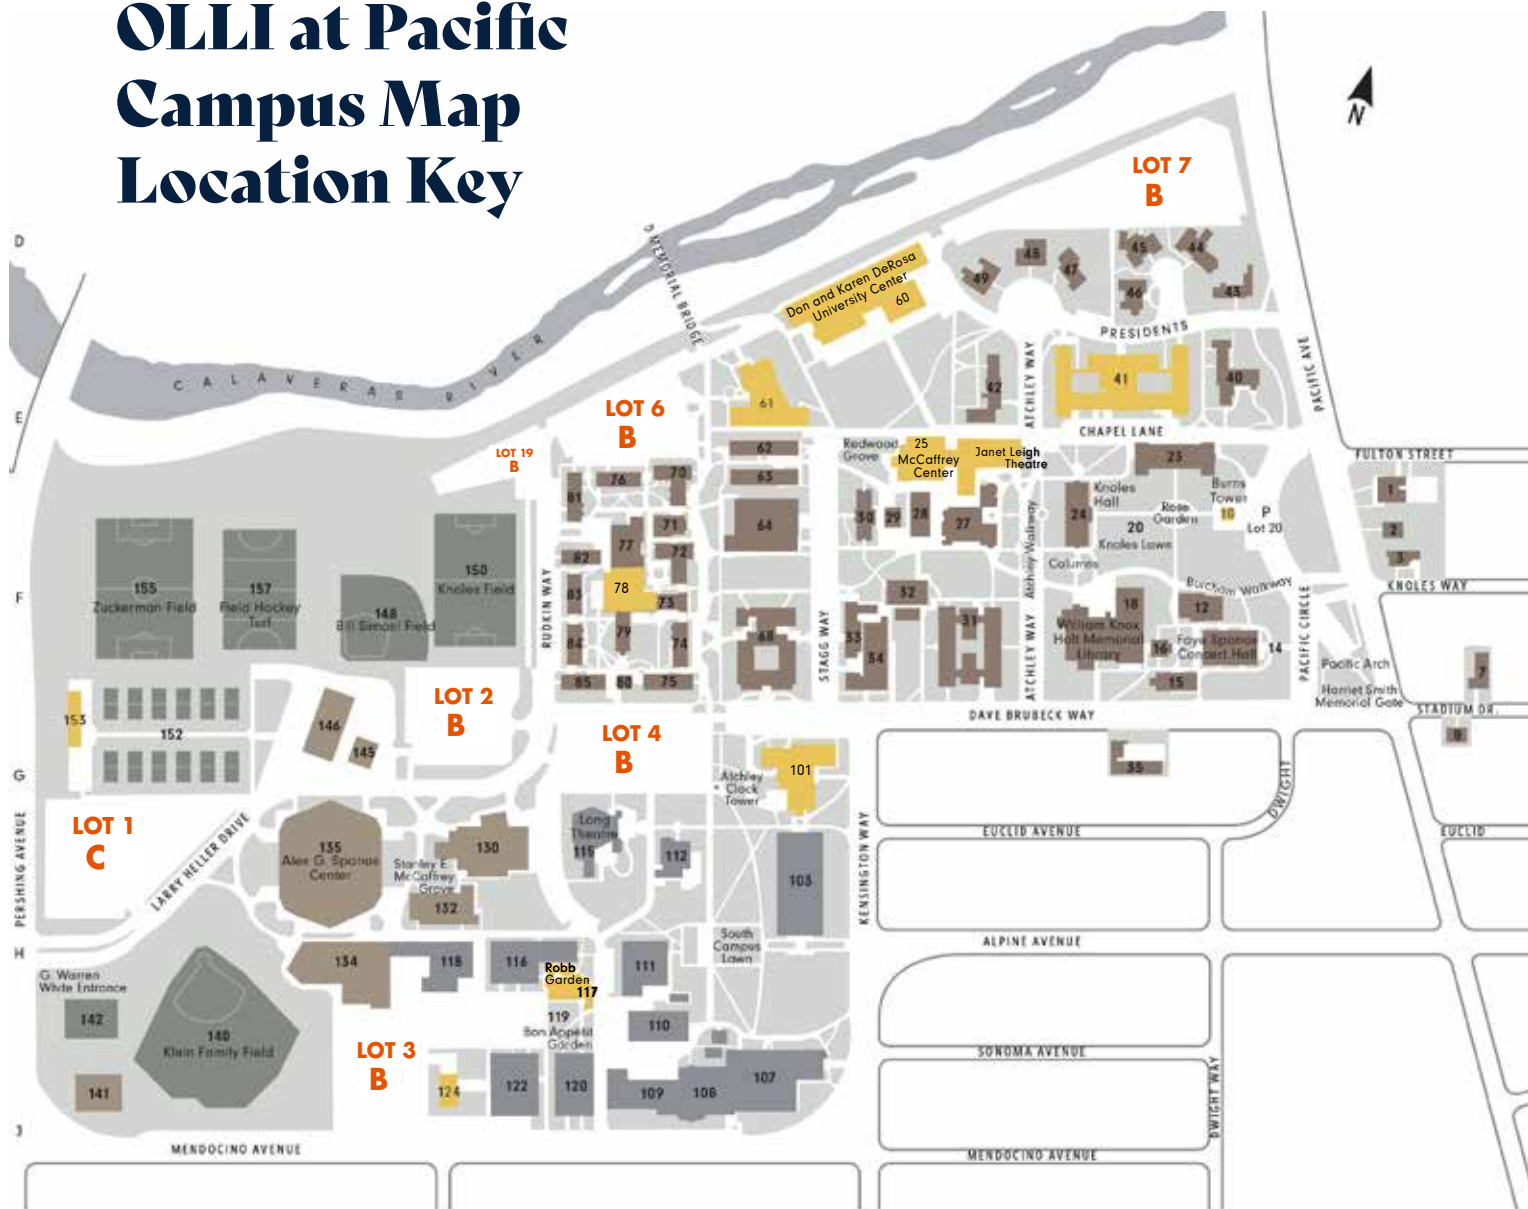 OLLI at Pacific
Campus Map
Location Key
N
LOT 7
B
D
D MEMORIAL BRIDGE
Don and Karen DeRosa
University Center
60
49
48
47
45
44
46
43
PRESIDENTS
CALAVERAS RIVER
ATCHLEY WAY
PACIFIC AVE
42
41
40
61
E
LOT 6
B
CHAPEL LANE
LOT 19
B
62
63
64
Redwood
Grove
25
McCaffrey
Center
Janet Leigh
Theatre
23
FULTON STREET
1
2
3
76
70
81
71
77
72
82
78
83
73
79
84
74
85
80
75
30
29
28
27
24
Knoles
Hall
Burns
Tower
10
Rose
Garden
20
Knoles Lawn
P
Lot 20
Columns
Atchley Walkway
Burcham Walkway
KNOLES WAY
155
Zuckerman Field
157
Field Hockey
Turf
148
Bill Simoni Field
150
Knoles Field
F
RUDKIN WAY
68
STAGG WAY
32
33
34
31
ATCHLEY WAY
18
William Knox
Holt Memorial
Library
12
16
Faye Spanos
Concert Hall
14
15
PACIFIC CIRCLE
Pacific Arch
Harriet Smith
Memorial Gate
7
STADIUM DR.
8
153
152
146
145
LOT 2
B
LOT 4
B
DAVE BRUBECK WAY
35
G
Atchley
Clock
Tower
101
DWIGHT
LOT 1
C
PERSHING AVENUE
LARRY HELLER DRIVE
135
Alex G. Spanos
Center
Stanley E.
McCaffrey
Grove
130
132
Long
Theatre
115
112
103
KENSINGTON WAY
EUCLID AVENUE
EUCLID
ALPINE AVENUE
H
G. Warren
White Entrance
134
118
116
Robb
Garden
117
111
South
Campus
Lawn
142
140
Klein Family Field
119
Bon Appétit
Garden
110
141
LOT 3
B
124
122
120
109
108
107
SONOMA AVENUE
DWIGHT WAY
J
MENDOCINO AVENUE
MENDOCINO AVENUE